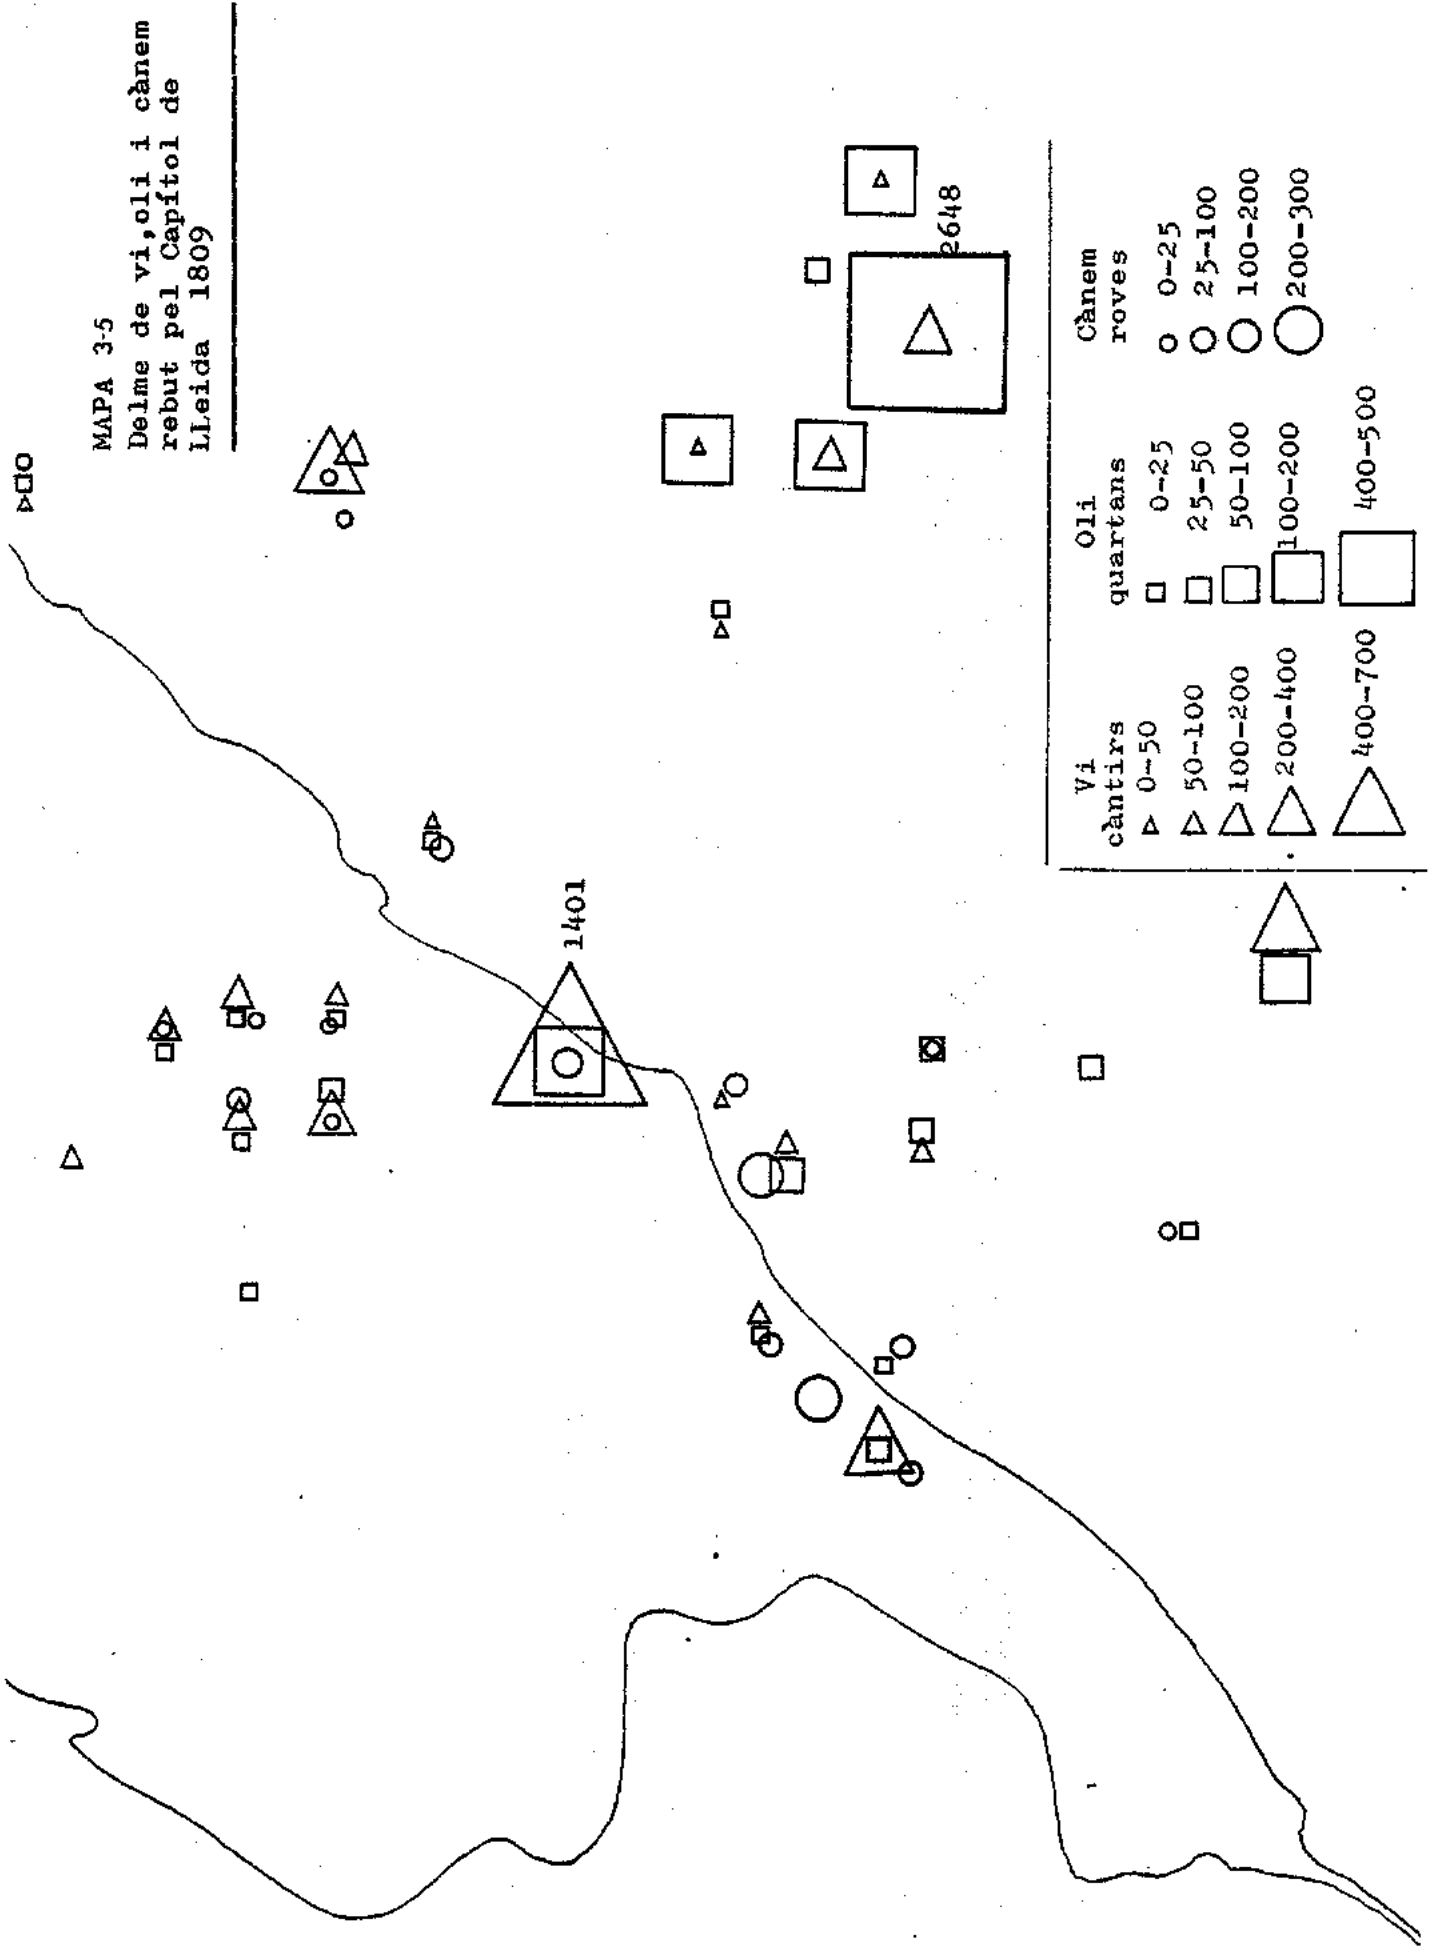 MAPA 3-5
Delme de vi,oli i cànem
rebut pel Capítol de
LLeida 1809
1401
2648
Vi
càntirs
0-50
50-100
100-200
200-400
400-700
Oli
quartans
0-25
25-50
50-100
100-200
400-500
Cànem
roves
0-25
25-100
100-200
200-300